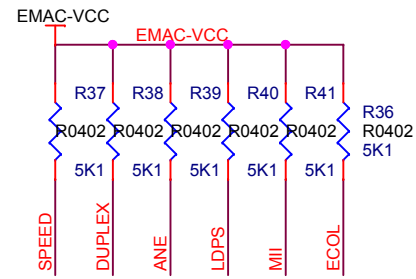 EMAC-VCC
EMAC-VCC
R37 R38 R39 R40 R41 R36
R0402 R0402 R0402 R0402 R0402 R0402
5K1 5K1 5K1 5K1 5K1 5K1
SPEED DUPLEX ANE LDPS MII ECOL